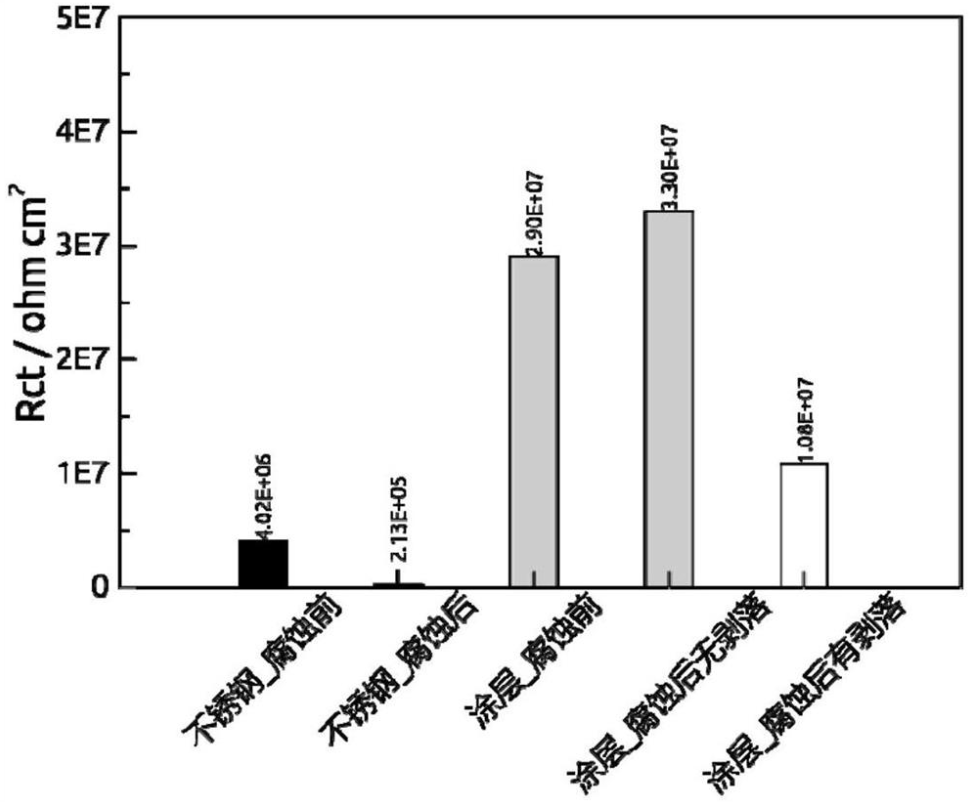 5E7
4E7
3E7
2E7
1E7
0
Rct / ohm cm²
4.02E+06
2.13E+05
2.90E+07
3.30E+07
1.08E+07
不锈钢_腐蚀前
不锈钢_腐蚀后
涂层_腐蚀前
涂层_腐蚀后无剥落
涂层_腐蚀后有剥落